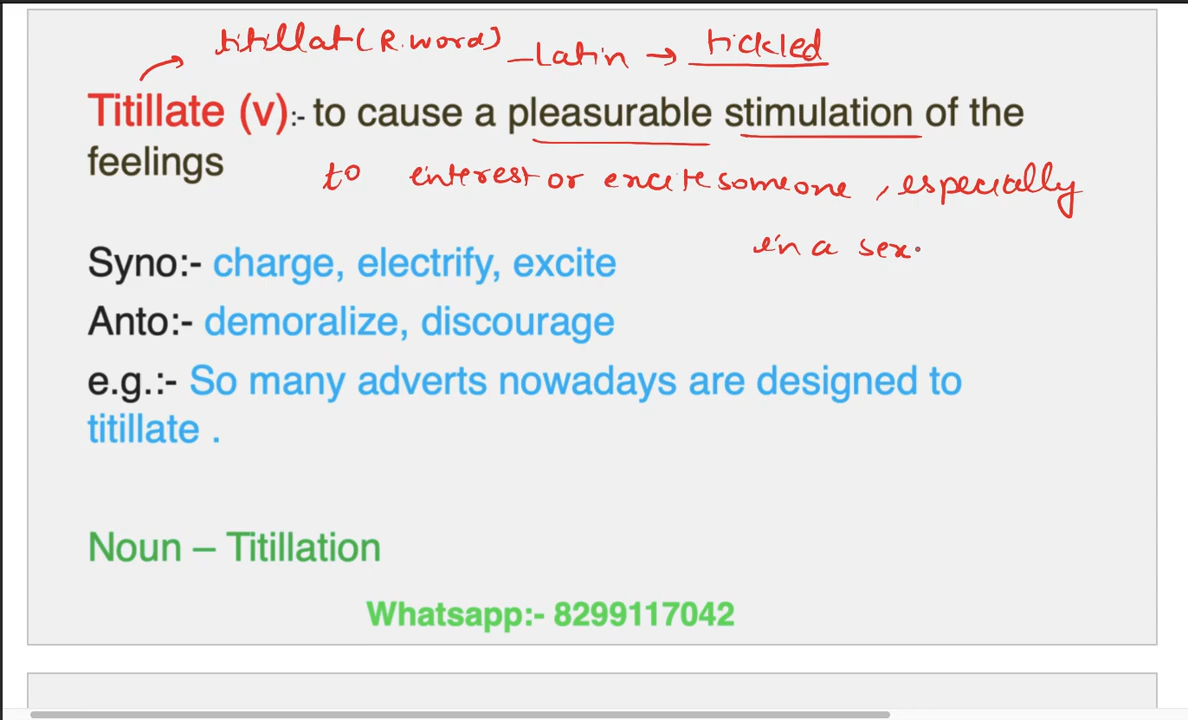 titillat (R.word) - Latin → tickled
Titillate (v):- to cause a pleasurable stimulation of the
feelings
to interest or excite someone, especially
in a sex.
Syno:- charge, electrify, excite
Anto:- demoralize, discourage
e.g.:- So many adverts nowadays are designed to
titillate .
Noun – Titillation
Whatsapp:- 8299117042